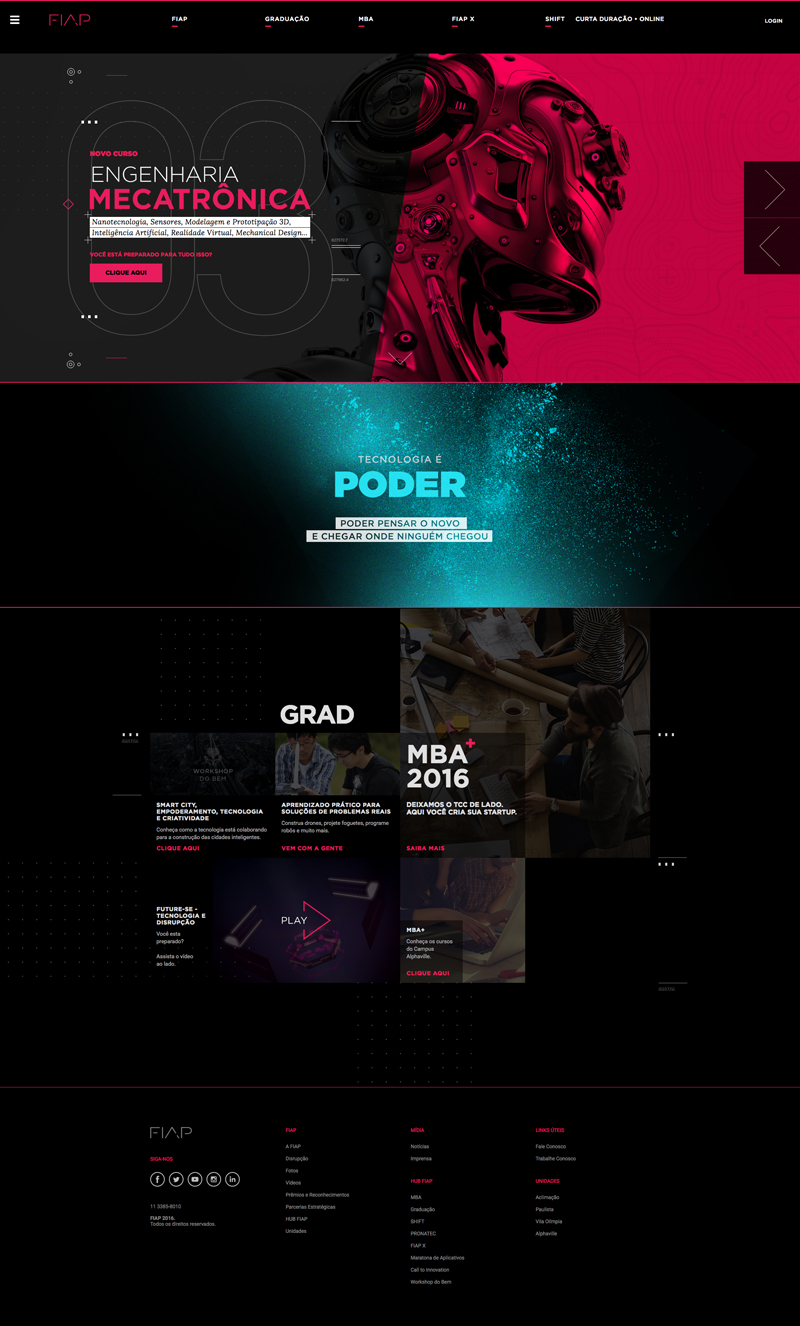 FIAP
FIAP
GRADUAÇÃO
MBA
FIAP X
SHIFT
CURTA DURAÇÃO • ONLINE
LOGIN
03
NOVO CURSO
ENGENHARIA
MECATRÔNICA
Nanotecnologia, Sensores, Modelagem e Prototipação 3D,
Inteligência Artificial, Realidade Virtual, Mechanical Design...
VOCÊ ESTÁ PREPARADO PARA TUDO ISSO?
CLIQUE AQUI
TECNOLOGIA É
PODER
PODER PENSAR O NOVO
E CHEGAR ONDE NINGUÉM CHEGOU
GRAD
WORKSHOP
DO BEM
SMART CITY,
EMPODERAMENTO, TECNOLOGIA
E CRIATIVIDADE
Conheça como a tecnologia está colaborando
para a construção das cidades inteligentes.
CLIQUE AQUI
APRENDIZADO PRÁTICO PARA
SOLUÇÕES DE PROBLEMAS REAIS
Construa drones, projete foguetes, programe
robôs e muito mais.
VEM COM A GENTE
MBA+
2016
DEIXAMOS O TCC DE LADO.
AQUI VOCÊ CRIA SUA STARTUP.
SAIBA MAIS
FUTURE-SE -
TECNOLOGIA E
DISRUPÇÃO
Você esta
preparado?
Assista o vídeo
ao lado.
PLAY
MBA+
Conheça os cursos
do Campus
Alphaville.
CLIQUE AQUI
FIAP
SIGA-NOS
11 3385-8010
FIAP 2016.
Todos os direitos reservados.
FIAP
A FIAP
Disrupção
Fotos
Vídeos
Prêmios e Reconhecimentos
Parcerias Estratégicas
HUB FIAP
Unidades
MÍDIA
Notícias
Imprensa
HUB FIAP
MBA
Graduação
SHIFT
PRONATEC
FIAP X
Maratona de Aplicativos
Call to Innovation
Workshop do Bem
LINKS ÚTEIS
Fale Conosco
Trabalhe Conosco
UNIDADES
Aclimação
Paulista
Vila Olímpia
Alphaville